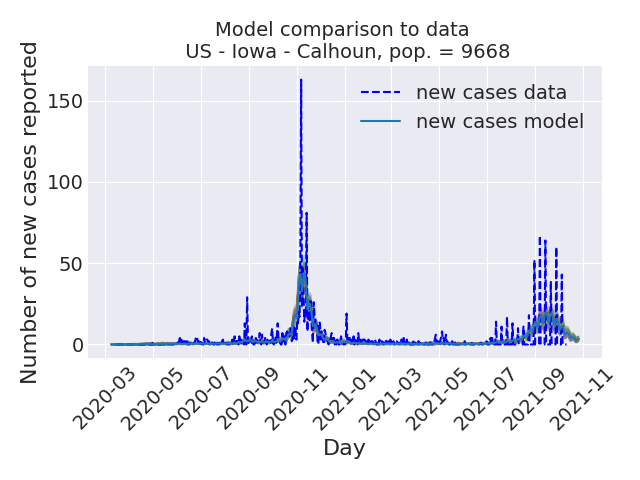 Model comparison to data
US - Iowa - Calhoun, pop. = 9668
Number of new cases reported
150
100
50
0
new cases data
new cases model
2020-03
2020-05
2020-07
2020-09
2020-11
2021-01
2021-03
2021-05
2021-07
2021-09
2021-11
Day